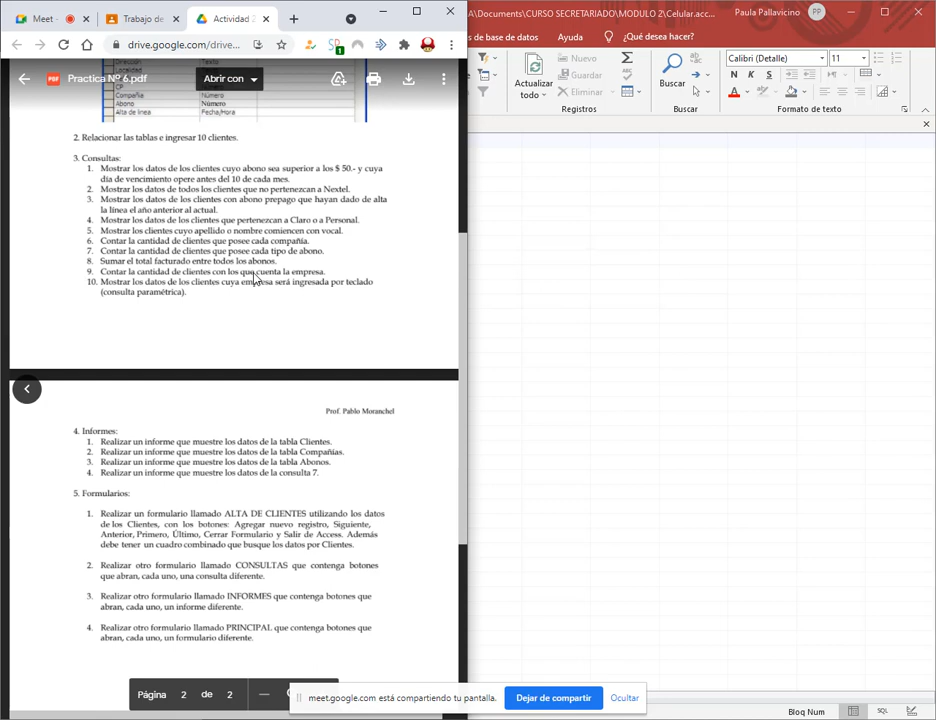 Meet -
Trabajo de
Actividad 2
A\Documents\CURSO SECRETARIADO\MODULO 2\Celular.acc...
Paula Pallavicino
PP
drive.google.com/drive...
de base de datos
Ayuda
¿Qué desea hacer?
Practica Nº 6.pdf
Abrir con
Actualizar
todo
Nuevo
Guardar
Eliminar
Registros
Buscar
Buscar
Calibri (Detalle)
11
N K S
Formato de texto
Dirección Texto
Localidad
CP Número
Compañía Número
Abono Número
Alta de línea Fecha/Hora
2. Relacionar las tablas e ingresar 10 clientes.
3. Consultas:
1. Mostrar los datos de los clientes cuyo abono sea superior a los $ 50.- y cuya
día de vencimiento opere antes del 10 de cada mes.
2. Mostrar los datos de todos los clientes que no pertenezcan a Nextel.
3. Mostrar los datos de los clientes con abono prepago que hayan dado de alta
la línea el año anterior al actual.
4. Mostrar los datos de los clientes que pertenezcan a Claro o a Personal.
5. Mostrar los clientes cuyo apellido o nombre comiencen con vocal.
6. Contar la cantidad de clientes que posee cada compañía.
7. Contar la cantidad de clientes que posee cada tipo de abono.
8. Sumar el total facturado entre todos los abonos.
9. Contar la cantidad de clientes con los que cuenta la empresa.
10. Mostrar los datos de los clientes cuya empresa será ingresada por teclado
(consulta paramétrica).
Prof. Pablo Moranchel
4. Informes:
1. Realizar un informe que muestre los datos de la tabla Clientes.
2. Realizar un informe que muestre los datos de la tabla Compañías.
3. Realizar un informe que muestre los datos de la tabla Abonos.
4. Realizar un informe que muestre los datos de la consulta 7.
5. Formularios:
1. Realizar un formulario llamado ALTA DE CLIENTES utilizando los datos
de los Clientes, con los botones: Agregar nuevo registro, Siguiente,
Anterior, Primero, Último, Cerrar Formulario y Salir de Access. Además
debe tener un cuadro combinado que busque los datos por Clientes.
2. Realizar otro formulario llamado CONSULTAS que contenga botones
que abran, cada uno, una consulta diferente.
3. Realizar otro formulario llamado INFORMES que contenga botones que
abran, cada uno, un informe diferente.
4. Realizar otro formulario llamado PRINCIPAL que contenga botones que
abran, cada uno, un formulario diferente.
Página 2 de 2
meet.google.com está compartiendo tu pantalla.
Dejar de compartir
Ocultar
Bloq Num
SQL